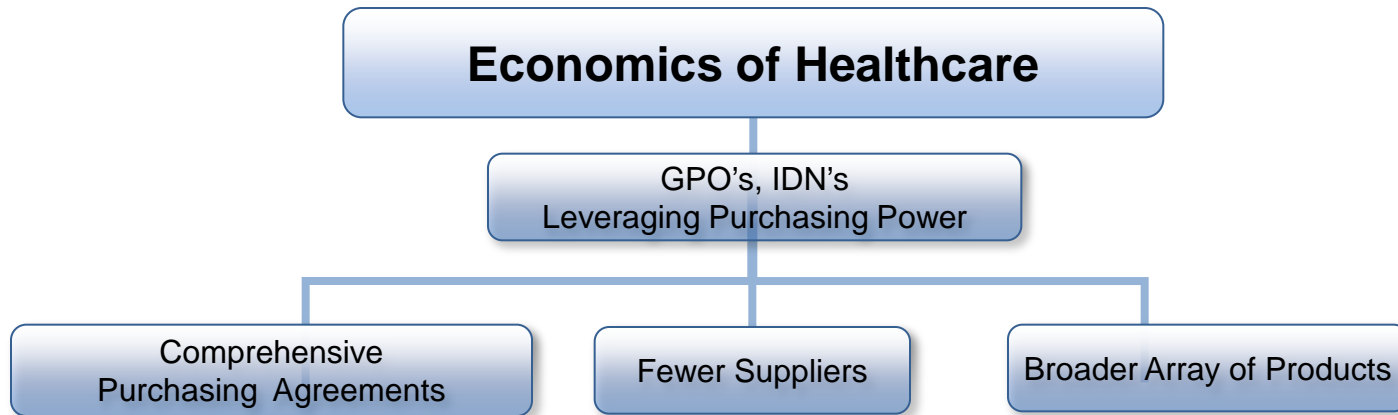 Economics of Healthcare
GPO’s, IDN’s
Leveraging Purchasing Power
Comprehensive
Purchasing  Agreements
Fewer Suppliers
Broader Array of Products